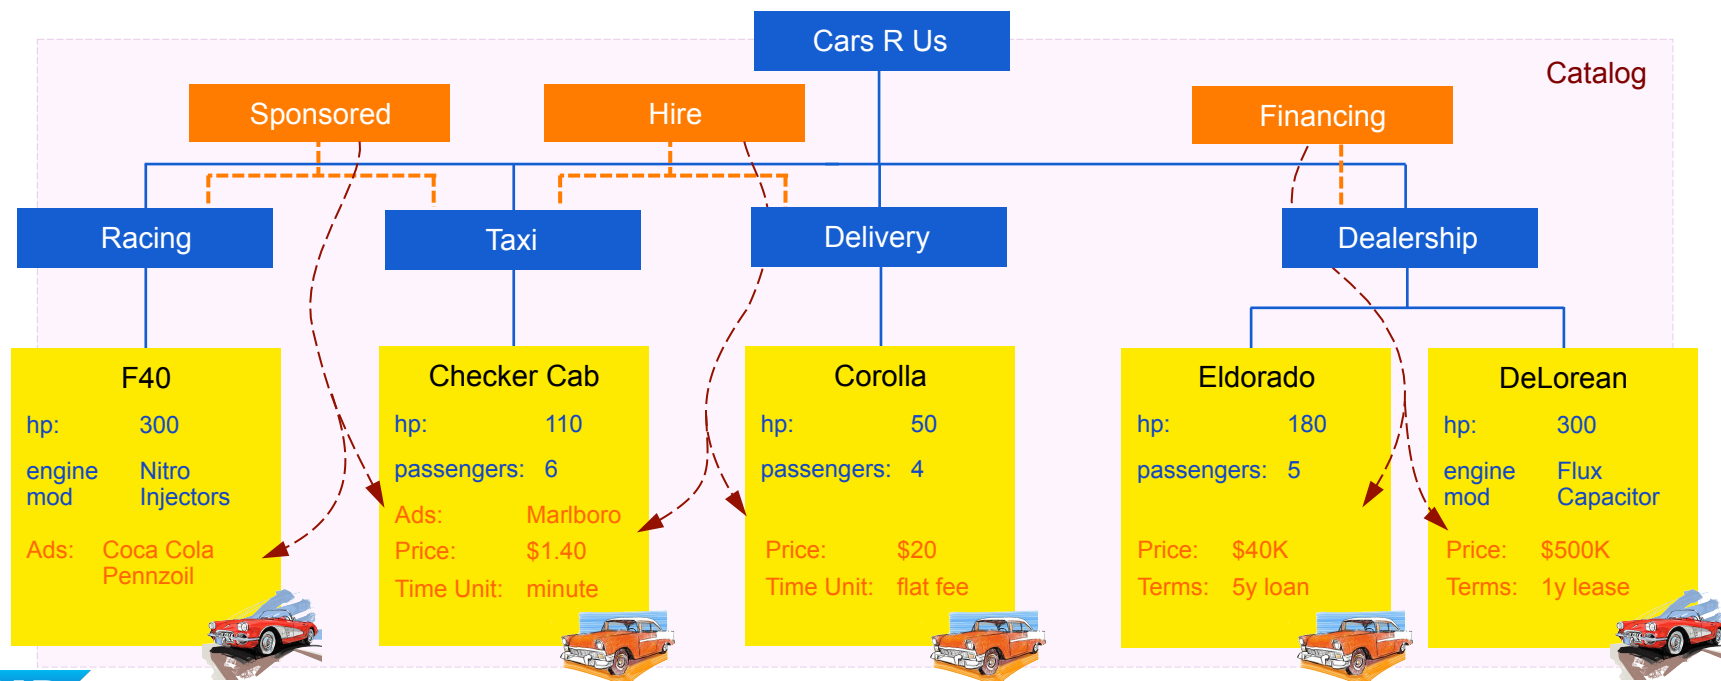 Cars R Us
Catalog
Sponsored
Hire
Financing
Racing
Taxi
Delivery
Dealership
F40
hp: 300
engine mod Nitro Injectors
Ads: Coca Cola
Pennzoil
Checker Cab
hp: 110
passengers: 6
Ads: Marlboro
Price: $1.40
Time Unit: minute
Corolla
hp: 50
passengers: 4
Price: $20
Time Unit: flat fee
Eldorado
hp: 180
passengers: 5
Price: $40K
Terms: 5y loan
DeLorean
hp: 300
engine mod Flux Capacitor
Price: $500K
Terms: 1y lease